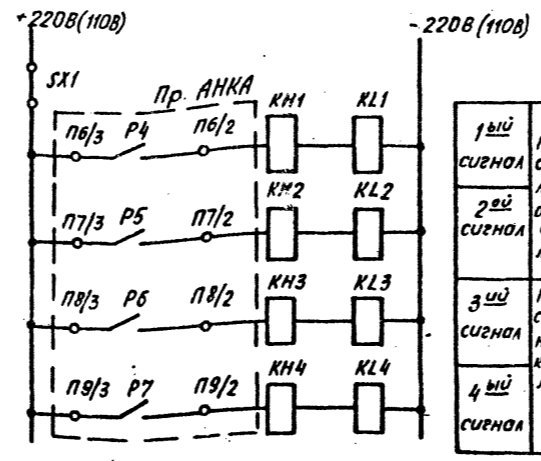 +220В(110В)
-220В(110В)
SX1
Пр. АНКА
КН1
KL1
П6/3
Р4
П6/2
КН2
KL2
П7/3
Р5
П7/2
КН3
KL3
П8/3
Р6
П8/2
КН4
KL4
П9/3
Р7
П9/2
1ый
сигнал
2ой
сигнал
3ий
сигнал
4ый
сигнал